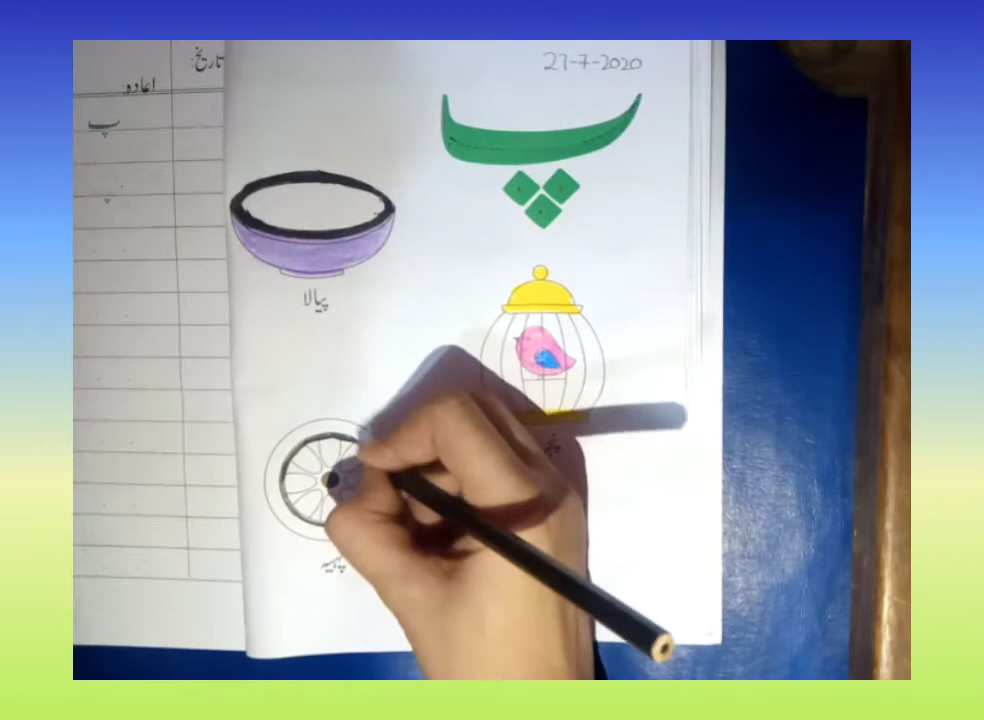 27-7-2020
پ
پیالا
پہیہ
تاریخ:
اعادہ
پ
پ